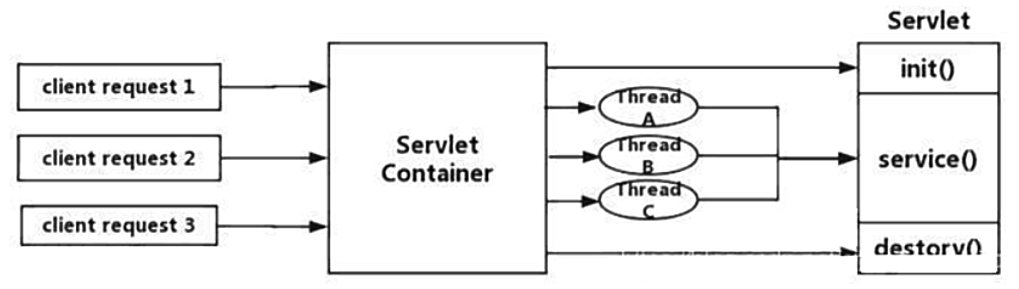 Servlet
client request 1
client request 2
client request 3
Servlet
Container
Thread
A
Thread
B
Thread
C
init()
service()
destory()